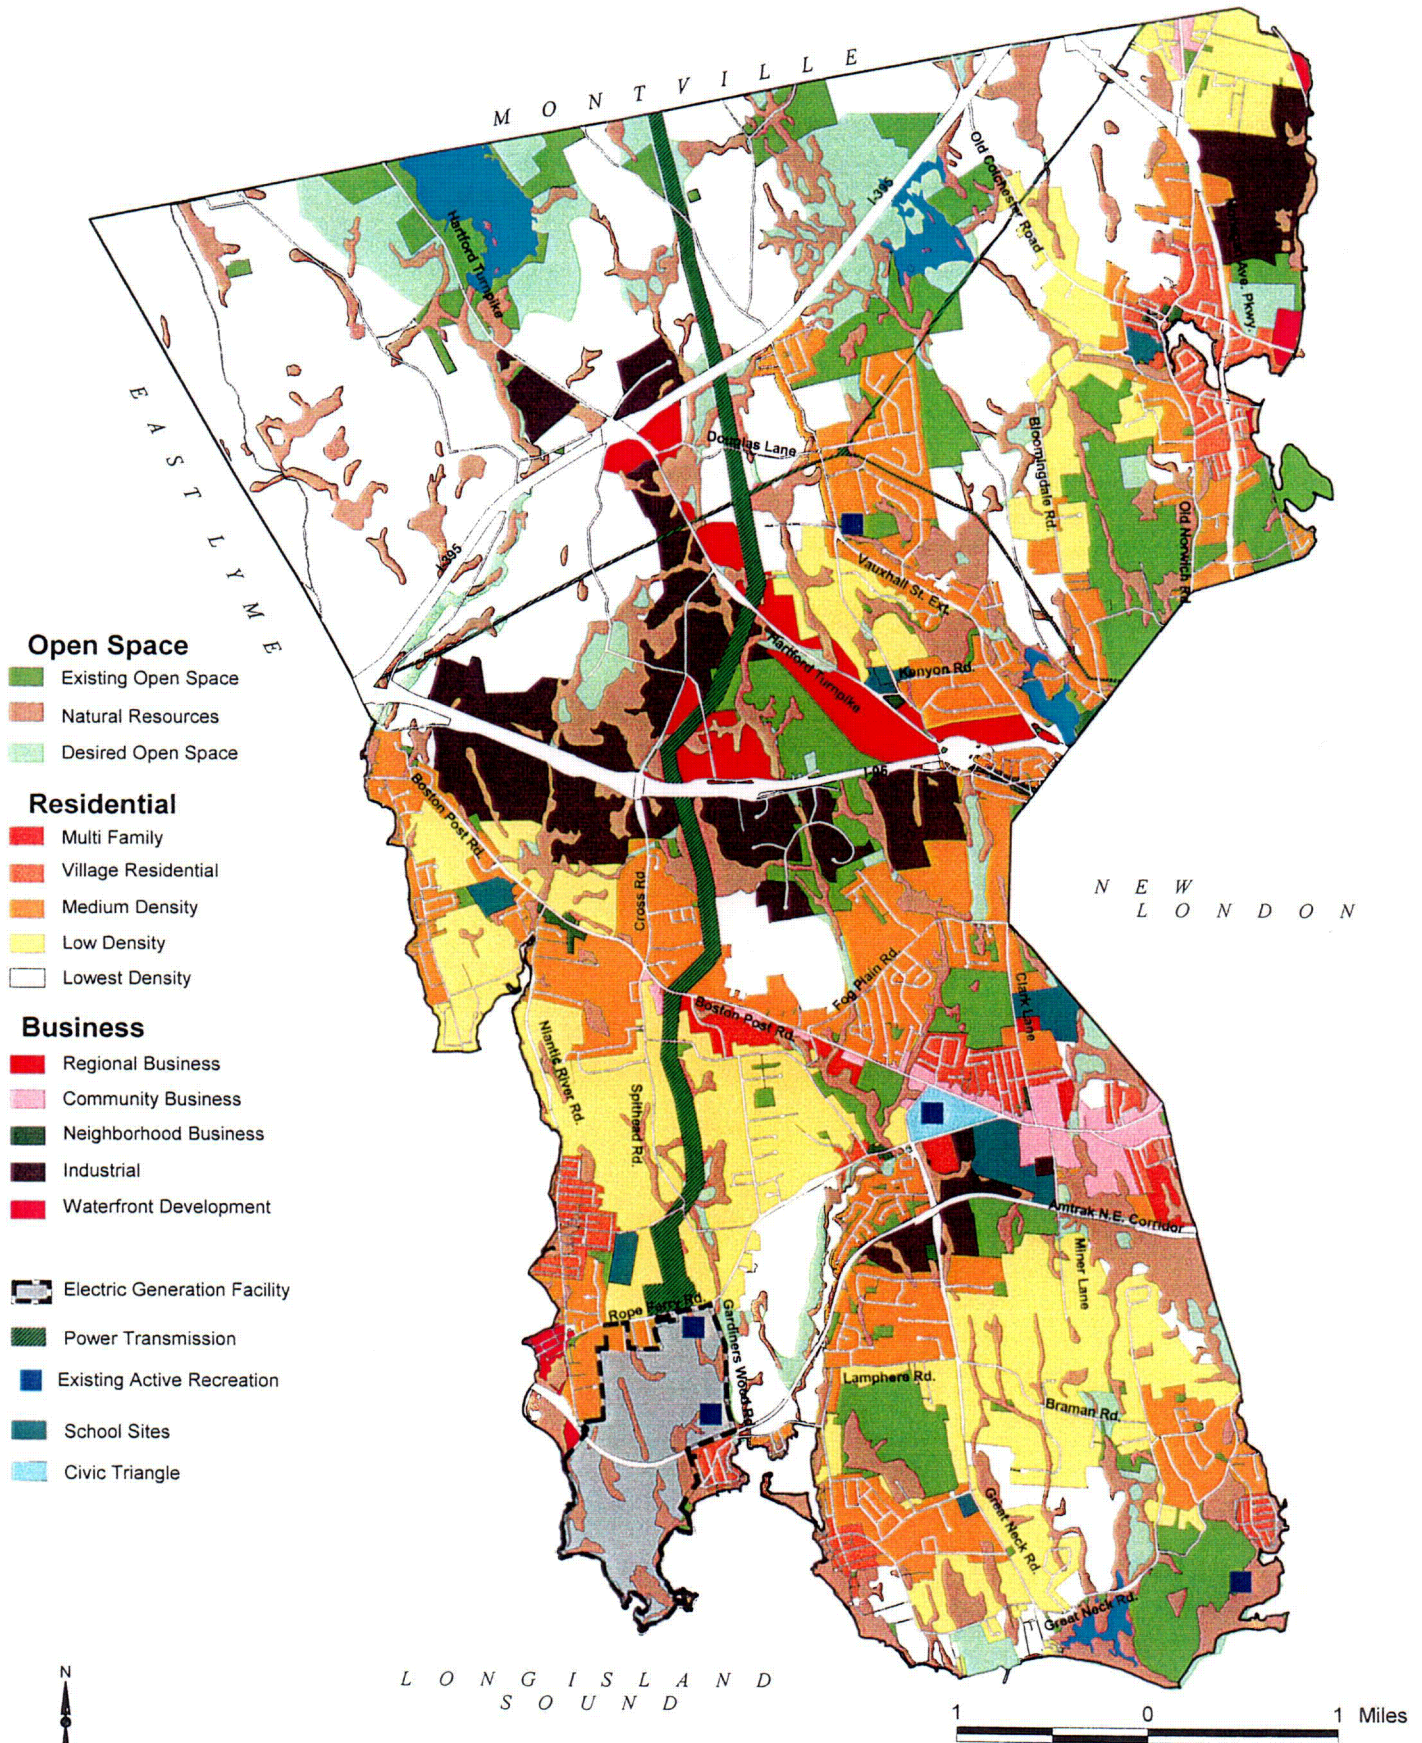 MONTVILLE
Old Colchester Road
I-395
Hartford Turnpike
Ave. Pkwy.
EAST LYME
Douglas Lane
Bloomingdale Rd.
Old Norwich Rd.
I-395
Vauxhall St. Ext.
Hartford Turnpike
Kenyon Rd.
I-95
Boston Post Rd.
Cross Rd.
Fog Plain Rd.
NEW
LONDON
Clark Lane
Boston Post Rd.
Niantic River Rd.
Spithead Rd.
Amtrak N.E. Corridor
Miner Lane
Rope Ferry Rd.
Gardiners Wood Rd.
Lamphere Rd.
Braman Rd.
Great Neck Rd.
Great Neck Rd.
Open Space
Existing Open Space
Natural Resources
Desired Open Space
Residential
Multi Family
Village Residential
Medium Density
Low Density
Lowest Density
Business
Regional Business
Community Business
Neighborhood Business
Industrial
Waterfront Development
Electric Generation Facility
Power Transmission
Existing Active Recreation
School Sites
Civic Triangle
N
LONG ISLAND
SOUND
1 0 1 Miles